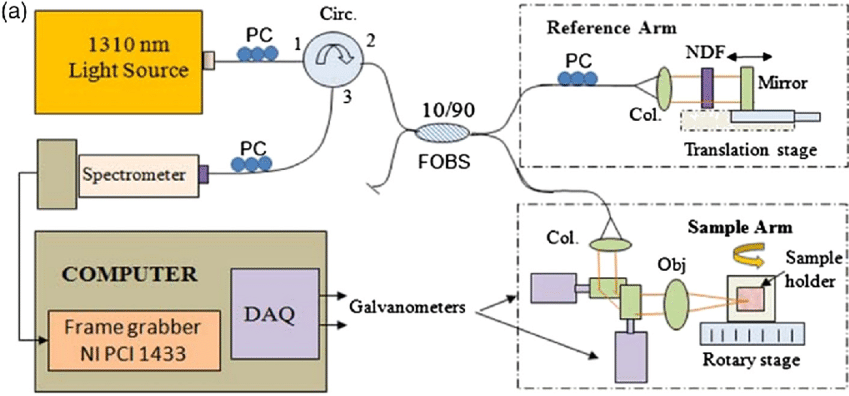 (a)
1310 nm
Light Source
PC
Circ.
1
2
3
PC
Spectrometer
10/90
FOBS
Reference Arm
PC
NDF
Mirror
Col.
Translation stage
COMPUTER
DAQ
Frame grabber
NI PCI 1433
Galvanometers
Sample Arm
Col.
Obj
Sample
holder
Rotary stage